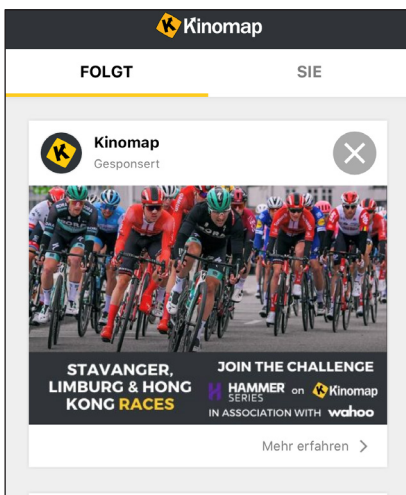 Kinomap
FOLGT SIE
Kinomap
Gesponsert
STAVANGER,
LIMBURG & HONG
KONG RACES
JOIN THE CHALLENGE
HAMMER SERIES on Kinomap
IN ASSOCIATION WITH wahoo
Mehr erfahren